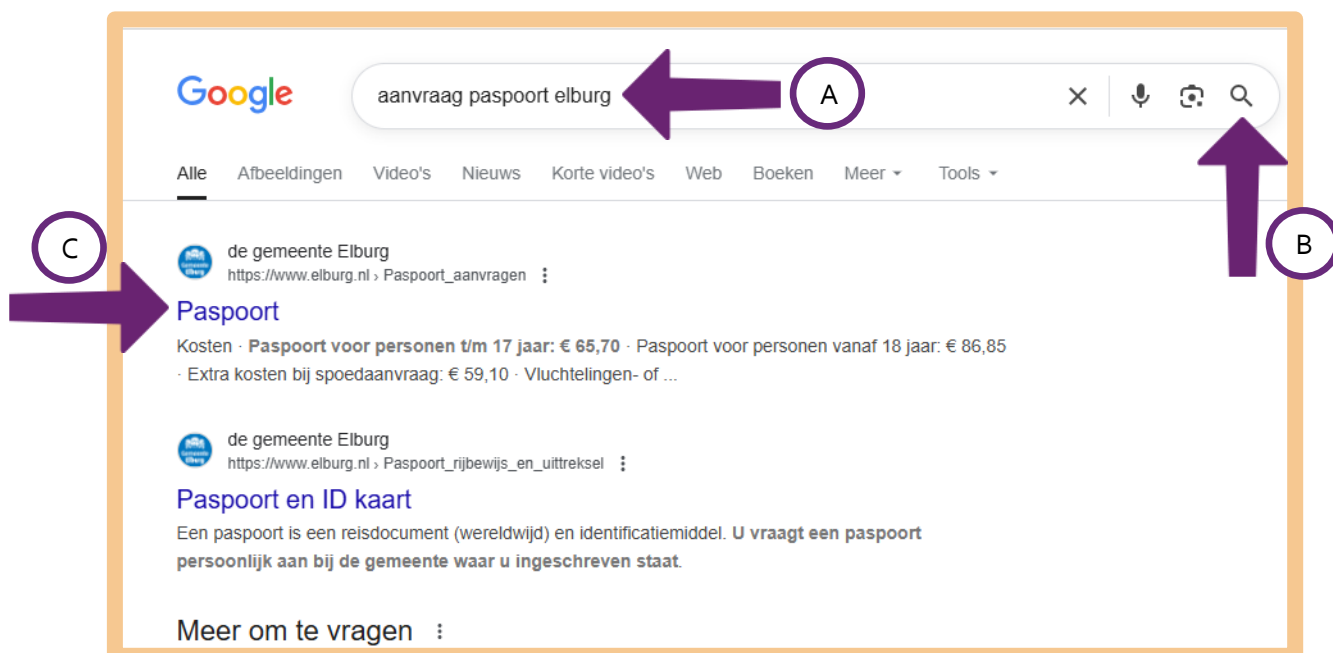 Google
aanvraag paspoort elburg
A
Alle Afbeeldingen Video's Nieuws Korte video's Web Boeken Meer Tools
B
C
de gemeente Elburg
https://www.elburg.nl › Paspoort_aanvragen
Paspoort
Kosten · Paspoort voor personen t/m 17 jaar: € 65,70 · Paspoort voor personen vanaf 18 jaar: € 86,85
· Extra kosten bij spoedaanvraag: € 59,10 · Vluchtelingen- of ...
de gemeente Elburg
https://www.elburg.nl › Paspoort_rijbewijs_en_uittreksel
Paspoort en ID kaart
Een paspoort is een reisdocument (wereldwijd) en identificatiemiddel. U vraagt een paspoort
persoonlijk aan bij de gemeente waar u ingeschreven staat.
Meer om te vragen